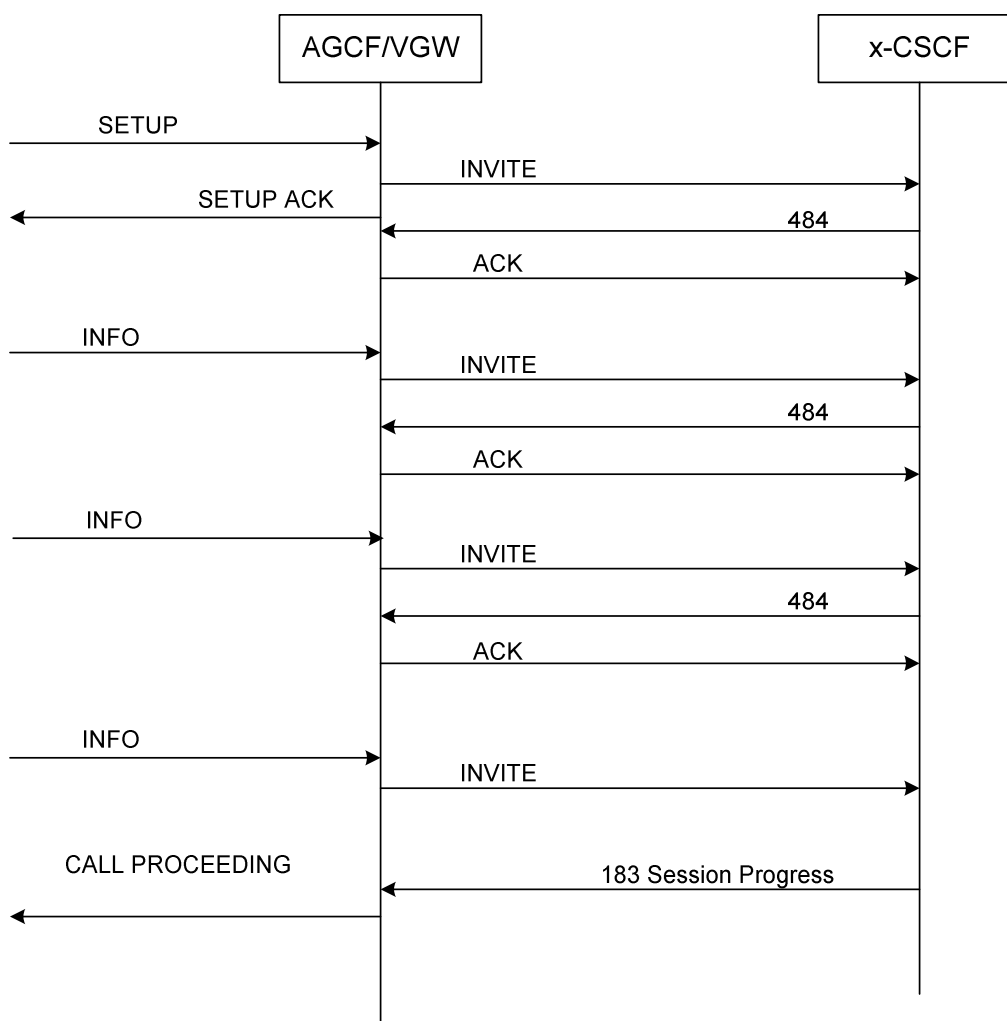 AGCF/VGW
x-CSCF
SETUP
INVITE
SETUP ACK
484
ACK
INFO
INVITE
484
ACK
INFO
INVITE
484
ACK
INFO
INVITE
CALL PROCEEDING
183 Session Progress